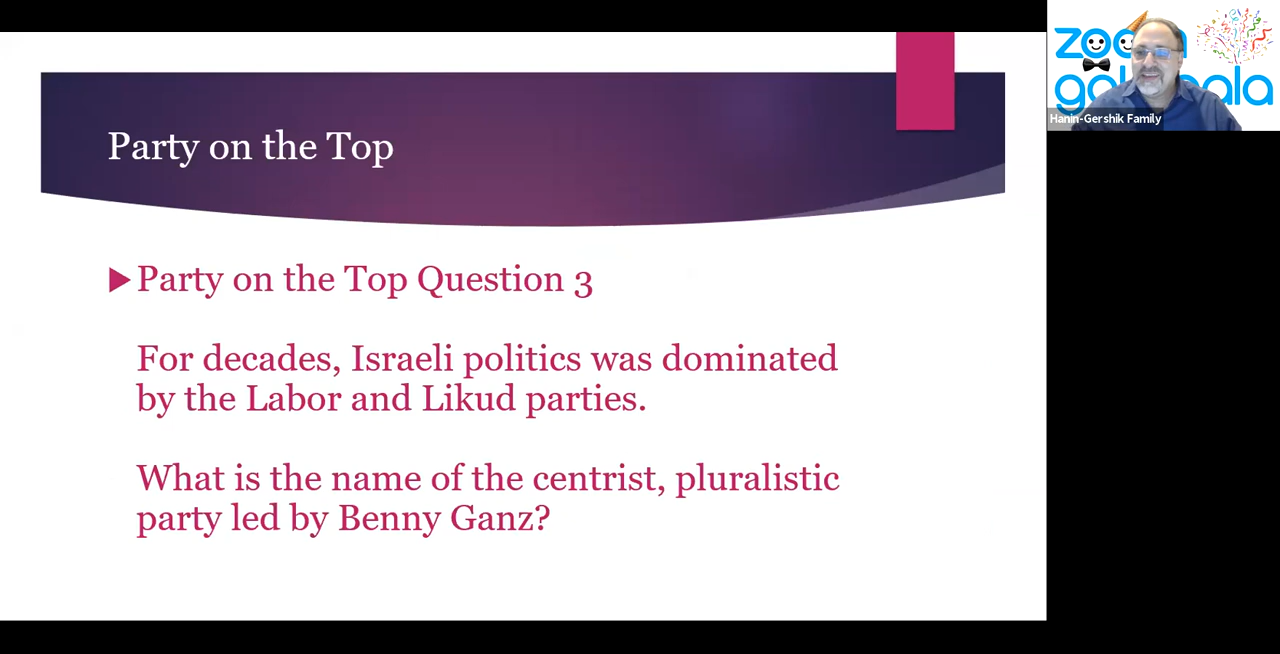 Party on the Top
Party on the Top Question 3
For decades, Israeli politics was dominated
by the Labor and Likud parties.
What is the name of the centrist, pluralistic
party led by Benny Ganz?
Hanin-Gershik Family